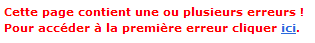 Cette page contient une ou plusieurs erreurs !
Pour accéder à la première erreur cliquer ici.